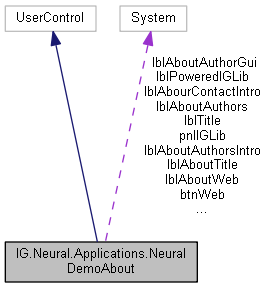 UserControl
System
lblAboutAuthorGui
lblPoweredIGLib
lblAbourContactIntro
lblAboutAuthors
lblTitle
pnlIGLib
lblAboutAuthorsIntro
lblAboutTitle
lblAboutWeb
btnWeb
...
IG.Neural.Applications.Neural
DemoAbout